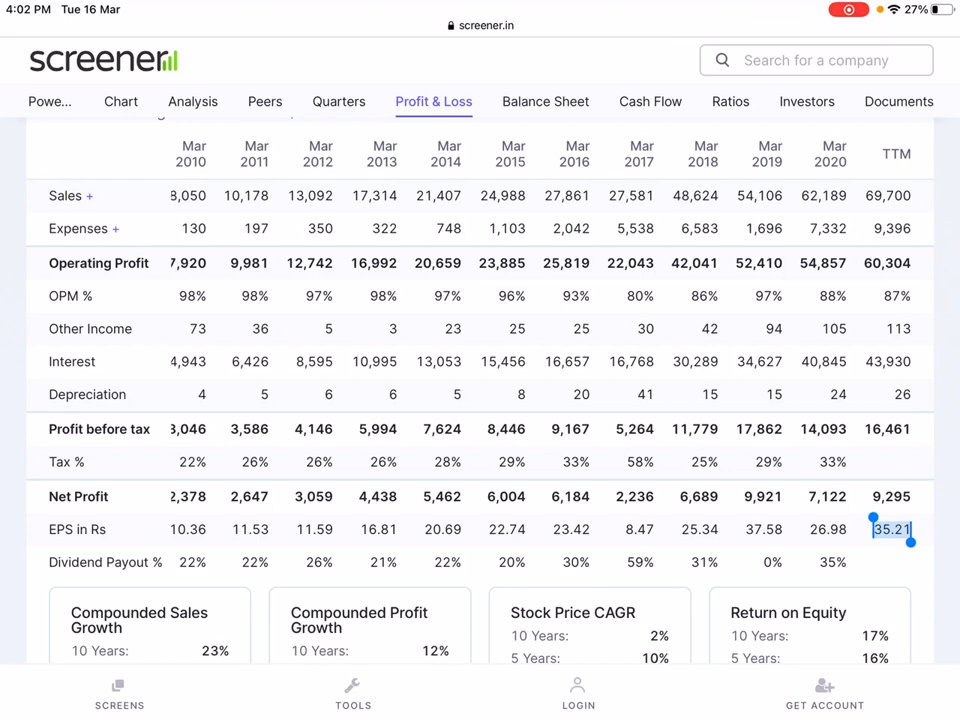 4:02 PM Tue 16 Mar 27%
screener.in
screener Search for a company
Powe... Chart Analysis Peers Quarters Profit & Loss Balance Sheet Cash Flow Ratios Investors Documents
Mar 2010 Mar 2011 Mar 2012 Mar 2013 Mar 2014 Mar 2015 Mar 2016 Mar 2017 Mar 2018 Mar 2019 Mar 2020 TTM
Sales + 8,050 10,178 13,092 17,314 21,407 24,988 27,861 27,581 48,624 54,106 62,189 69,700
Expenses + 130 197 350 322 748 1,103 2,042 5,538 6,583 1,696 7,332 9,396
Operating Profit 7,920 9,981 12,742 16,992 20,659 23,885 25,819 22,043 42,041 52,410 54,857 60,304
OPM % 98% 98% 97% 98% 97% 96% 93% 80% 86% 97% 88% 87%
Other Income 73 36 5 3 23 25 25 30 42 94 105 113
Interest 4,943 6,426 8,595 10,995 13,053 15,456 16,657 16,768 30,289 34,627 40,845 43,930
Depreciation 4 5 6 6 5 8 20 41 15 15 24 26
Profit before tax 3,046 3,586 4,146 5,994 7,624 8,446 9,167 5,264 11,779 17,862 14,093 16,461
Tax % 22% 26% 26% 26% 28% 29% 33% 58% 25% 29% 33%
Net Profit 2,378 2,647 3,059 4,438 5,462 6,004 6,184 2,236 6,689 9,921 7,122 9,295
EPS in Rs 10.36 11.53 11.59 16.81 20.69 22.74 23.42 8.47 25.34 37.58 26.98 35.21
Dividend Payout % 22% 22% 26% 21% 22% 20% 30% 59% 31% 0% 35%
Compounded Sales Growth
10 Years: 23%
Compounded Profit Growth
10 Years: 12%
Stock Price CAGR
10 Years: 2%
5 Years: 10%
Return on Equity
10 Years: 17%
5 Years: 16%
SCREENS TOOLS LOGIN GET ACCOUNT